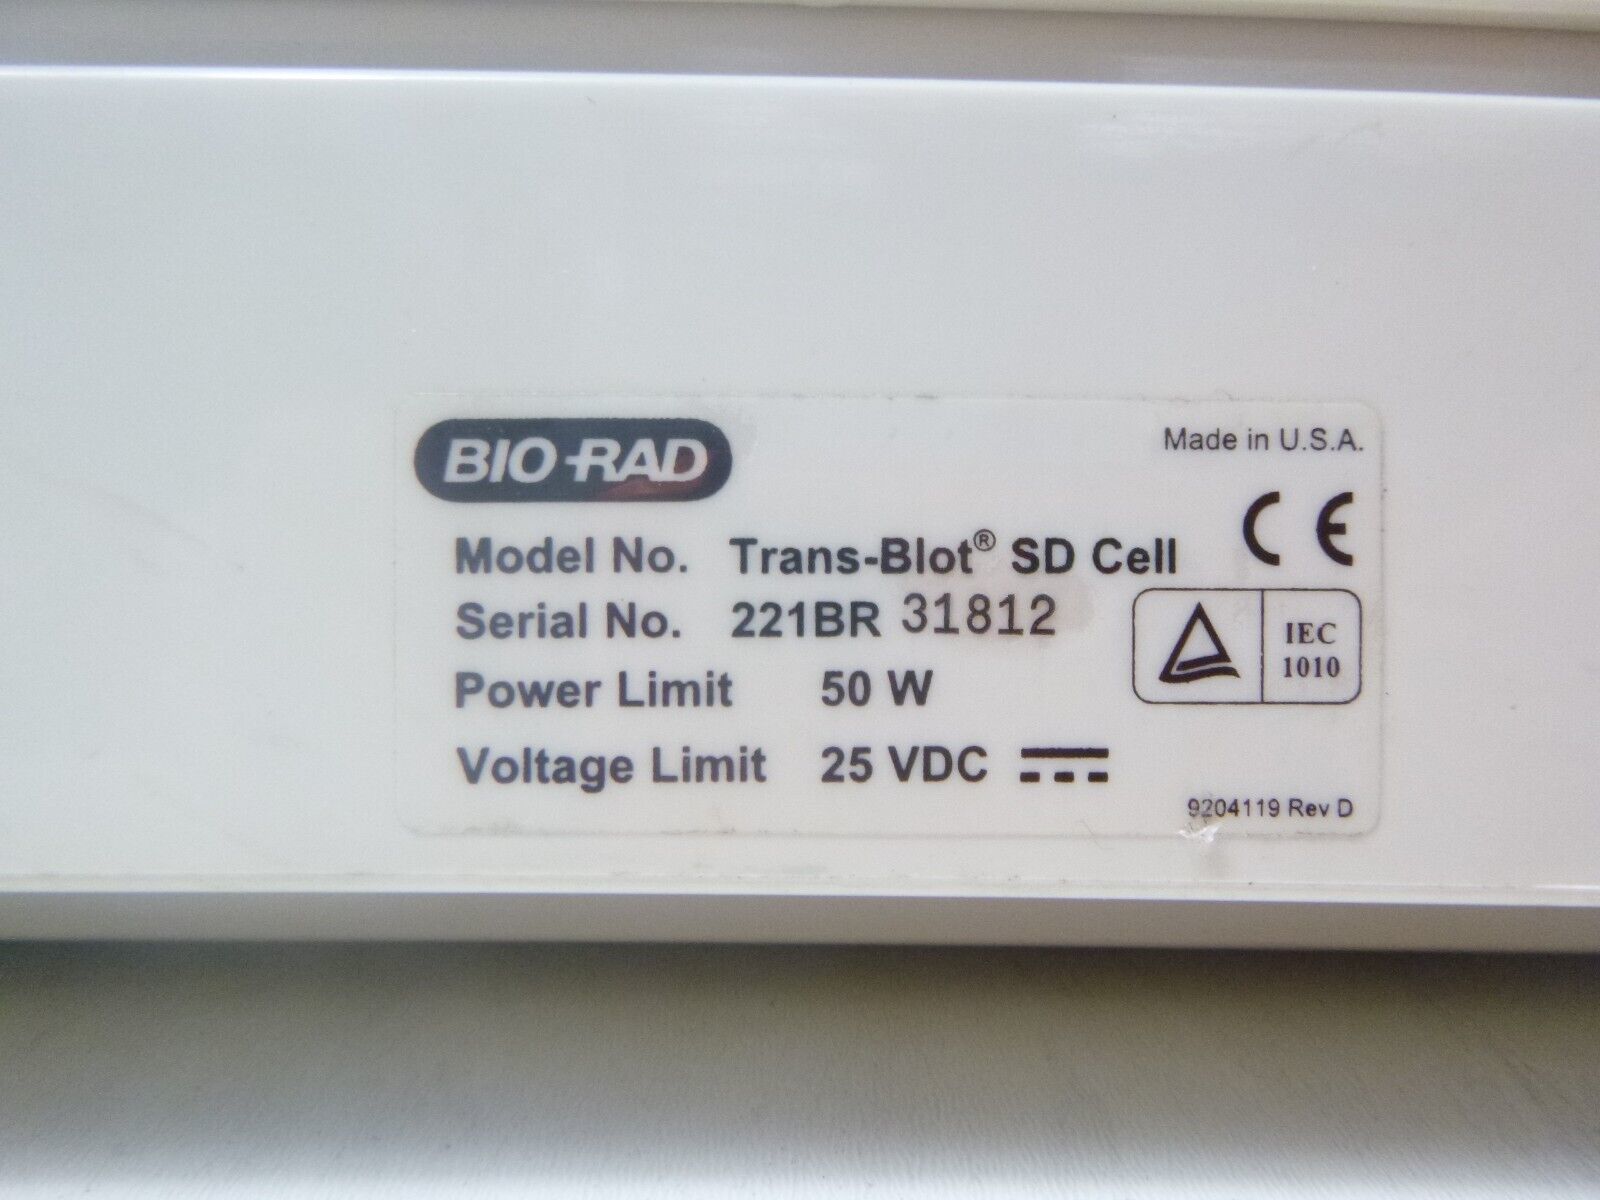 BIO-RAD
Made in U.S.A.
CE
Model No. Trans-Blot® SD Cell
Serial No. 221BR 31812
IEC
1010
Power Limit 50 W
Voltage Limit 25 VDC
9204119 Rev D